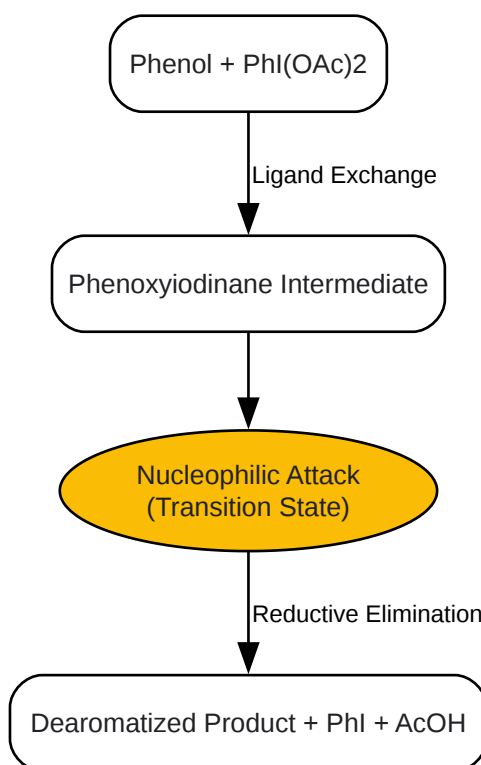 Phenol + PhI(OAc)2
Ligand Exchange
Phenoxyiodinane Intermediate
Nucleophilic Attack
(Transition State)
Reductive Elimination
Dearomatized Product + PhI + AcOH